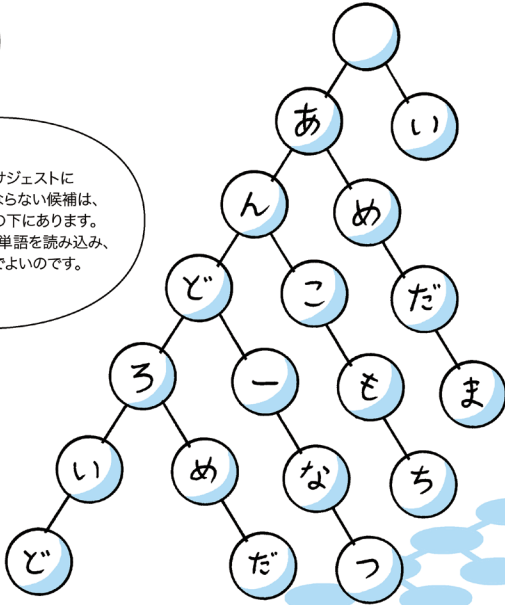 サジェストに
ならない候補は、
の下にあります。
単語を読み込み、
でよいのです。
あ
い
ん
め
ど
こ
だ
ろ
ー
も
ま
い
め
な
ち
ど
だ
つ